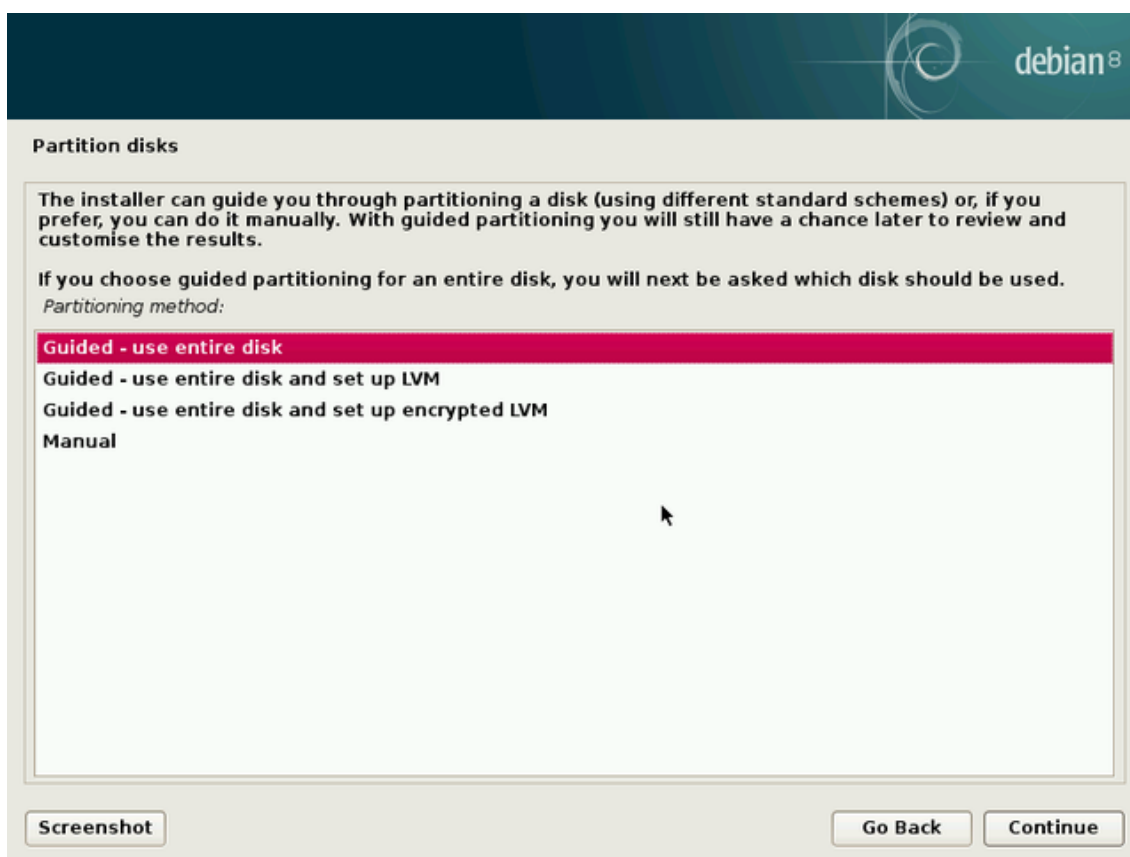 debian 8
Partition disks
The installer can guide you through partitioning a disk (using different standard schemes) or, if you
prefer, you can do it manually. With guided partitioning you will still have a chance later to review and
customise the results.
If you choose guided partitioning for an entire disk, you will next be asked which disk should be used.
Partitioning method:
Guided - use entire disk
Guided - use entire disk and set up LVM
Guided - use entire disk and set up encrypted LVM
Manual
Screenshot
Go Back
Continue